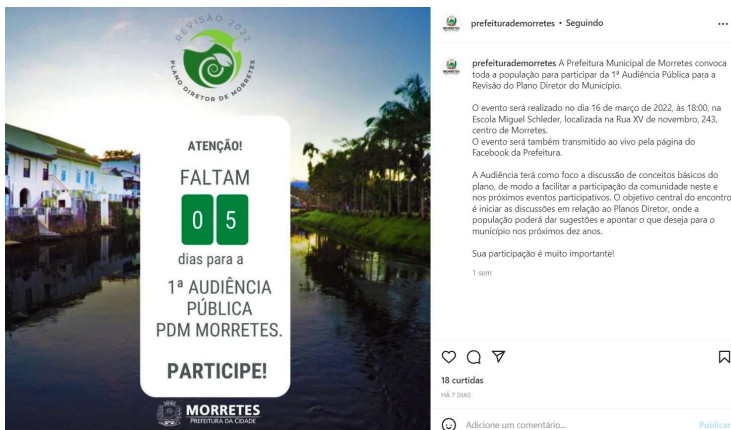 REVISÃO 2022
PLANO DIRETOR DE MORRETES
ATENÇÃO!
FALTAM
0 5
dias para a
1ª AUDIÊNCIA
PÚBLICA
PDM MORRETES.
PARTICIPE!
MORRETES
PREFEITURA DA CIDADE
prefeiturademorretes • Seguindo
prefeiturademorretes A Prefeitura Municipal de Morretes convoca
toda a população para participar da 1ª Audiência Pública para a
Revisão do Plano Diretor do Município.
O evento será realizado no dia 16 de março de 2022, às 18:00, na
Escola Miguel Schleder, localizada na Rua XV de novembro, 243,
centro de Morretes.
O evento será também transmitido ao vivo pela página do
Facebook da Prefeitura.
A Audiência terá como foco a discussão de conceitos básicos do
plano, de modo a facilitar a participação da comunidade neste e
nos próximos eventos participativos. O objetivo central do encontro
é iniciar as discussões em relação ao Planos Diretor, onde a
população poderá dar sugestões e apontar o que deseja para o
município nos próximos dez anos.
Sua participação é muito importante!
1 sem
18 curtidas
HÁ 7 DIAS
Adicione um comentário... Publicar